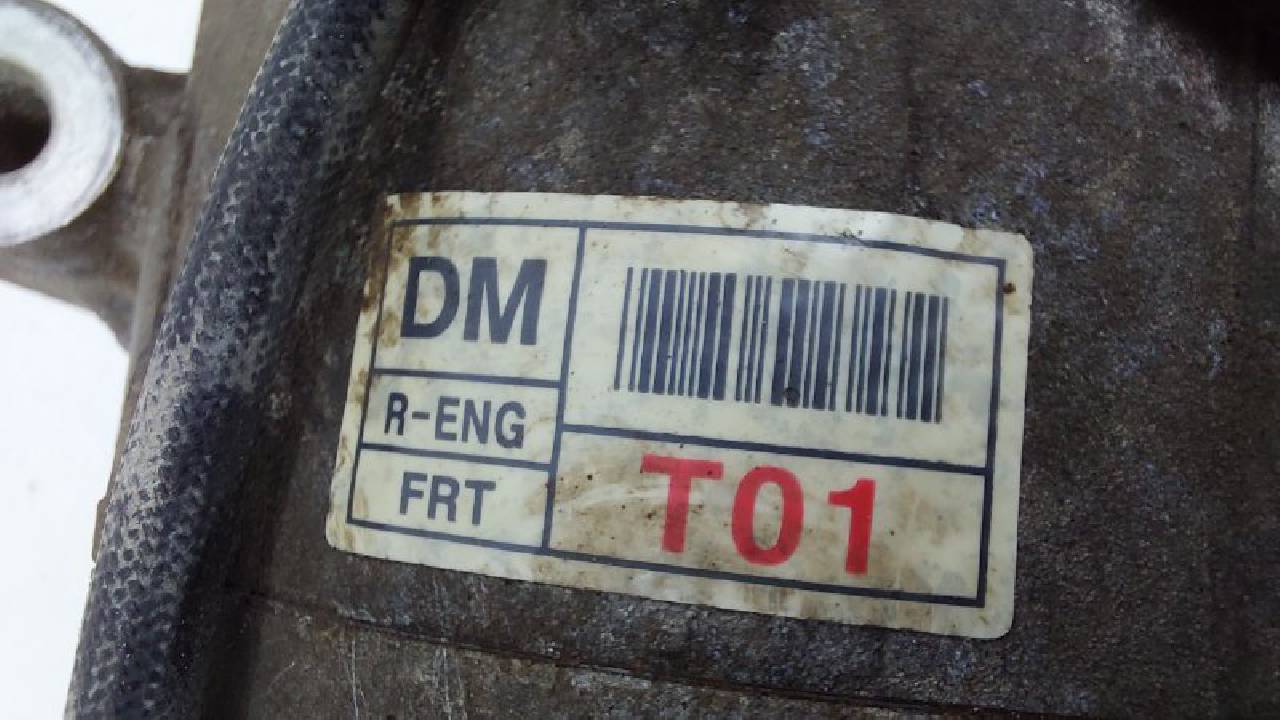 DM
R-ENG
FRT
T01